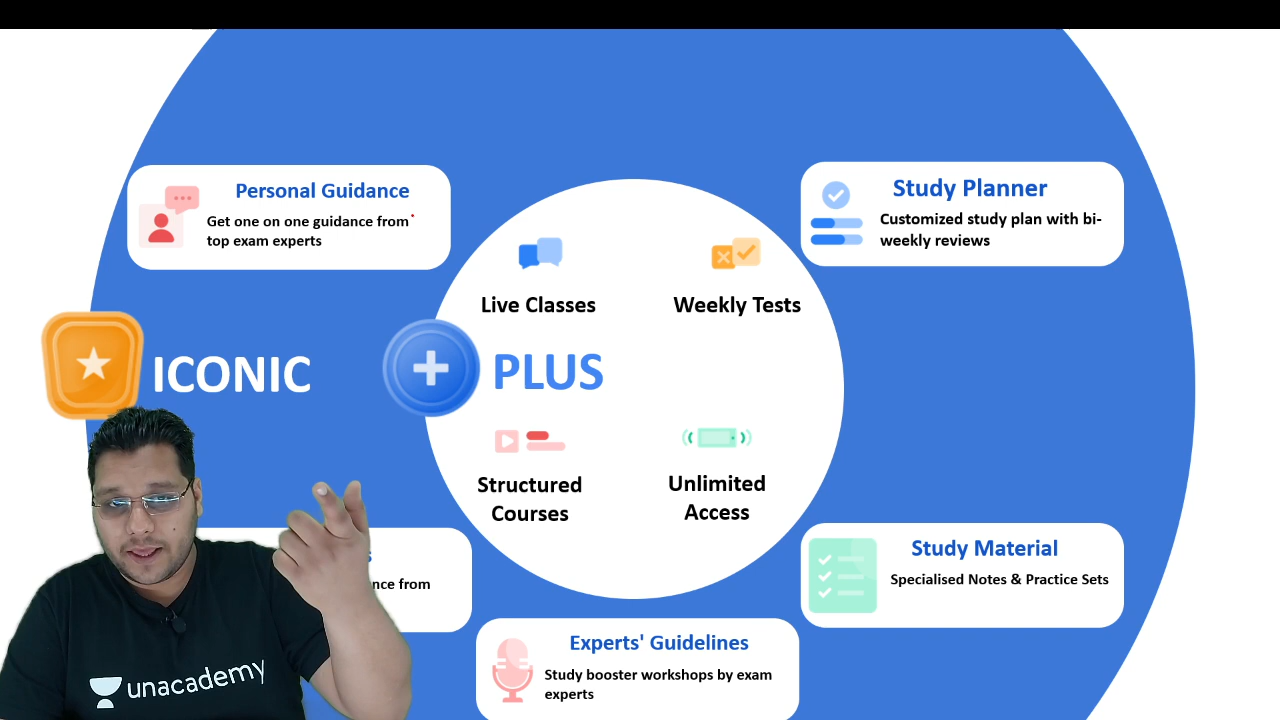 Personal Guidance
Get one on one guidance from
top exam experts
Study Planner
Customized study plan with bi-
weekly reviews
Live Classes
Weekly Tests
ICONIC
PLUS
Structured
Courses
Unlimited
Access
from
Study Material
Specialised Notes & Practice Sets
Experts' Guidelines
Study booster workshops by exam
experts
unacademy